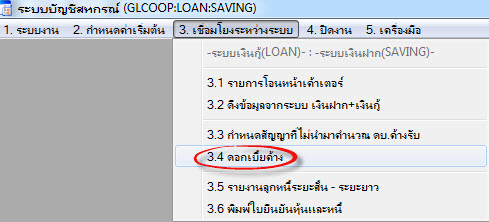 ระบบบัญชีสหกรณ์ (GLCOOP:LOAN:SAVING)
1. ระบบงาน 2. กำหนดค่าเริ่มต้น 3. เชื่อมโยงระหว่างระบบ 4. ปิดงาน 5. เครื่องมือ
-ระบบเงินกู้(LOAN)- : -ระบบเงินฝาก(SAVING)-
3.1 รายการโอนหน้าเค้าเตอร์
3.2 ดึงข้อมูลจากระบบ เงินฝาก+เงินกู้
3.3 กำหนดสัญญาที่ไม่นำมาคำนวณ ดบ.ค้างรับ
3.4 ดอกเบี้ยค้าง
3.5 รายงานลูกหนี้ระยะสั้น - ระยะยาว
3.6 พิมพ์ใบยืนยันหุ้นและหนี้